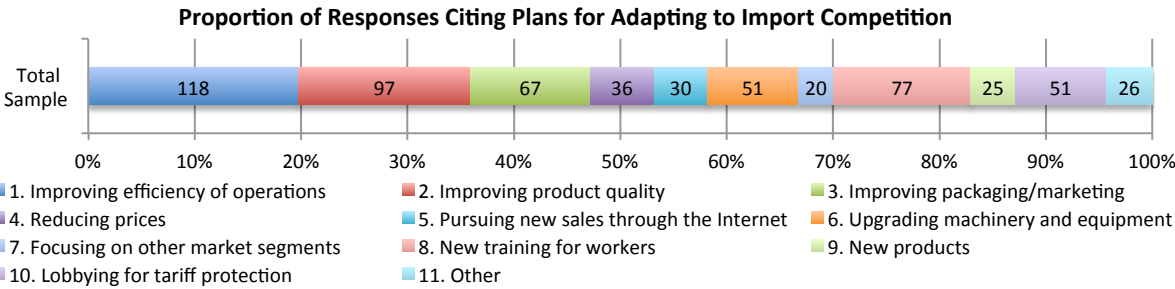 Proportion of Responses Citing Plans for Adapting to Import Competition
Total
Sample
118 97 67 36 30 51 20 77 25 51 26
0% 10% 20% 30% 40% 50% 60% 70% 80% 90% 100%
1. Improving efficiency of operations 2. Improving product quality 3. Improving packaging/marketing
4. Reducing prices 5. Pursuing new sales through the Internet 6. Upgrading machinery and equipment
7. Focusing on other market segments 8. New training for workers 9. New products
10. Lobbying for tariff protection 11. Other